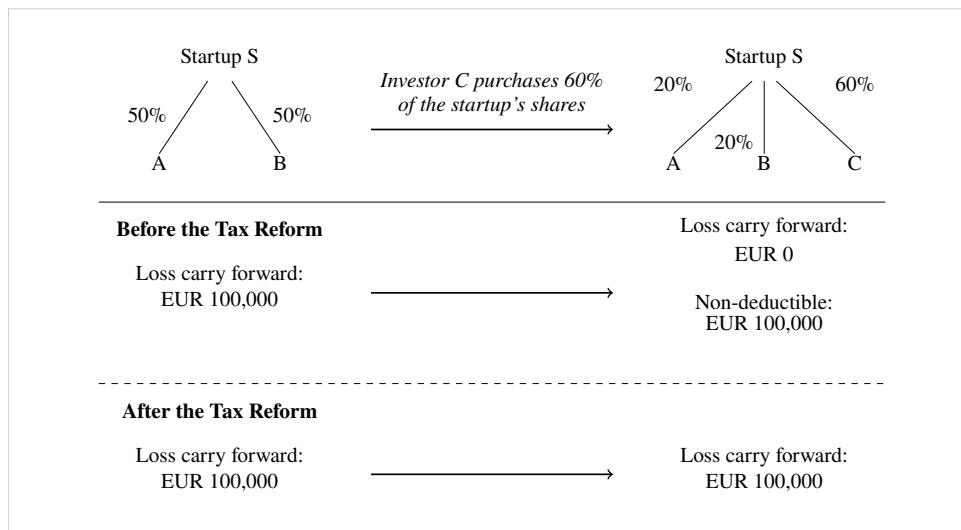 Startup S
50%
50%
A
B
Investor C purchases 60%
of the startup's shares
Startup S
20%
60%
20%
A
B
C
Before the Tax Reform
Loss carry forward:
EUR 100,000
Loss carry forward:
EUR 0
Non-deductible:
EUR 100,000
After the Tax Reform
Loss carry forward:
EUR 100,000
Loss carry forward:
EUR 100,000